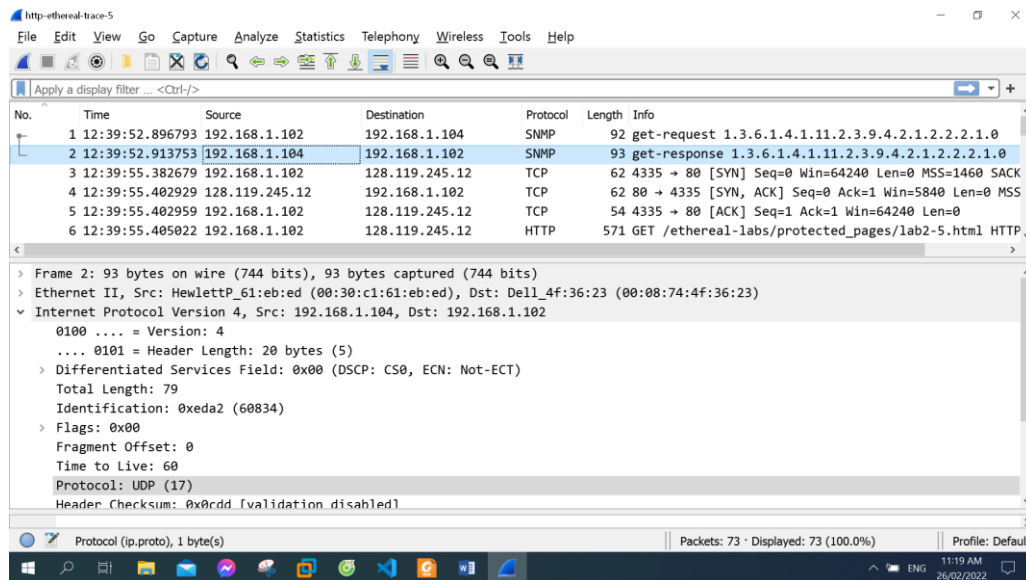 http-ethereal-trace-5
File Edit View Go Capture Analyze Statistics Telephony Wireless Tools Help
Apply a display filter ... <Ctrl-/>
No. Time Source Destination Protocol Length Info
1 12:39:52.896793 192.168.1.102 192.168.1.104 SNMP 92 get-request 1.3.6.1.4.1.11.2.3.9.4.2.1.2.2.2.1.0
2 12:39:52.913753 192.168.1.104 192.168.1.102 SNMP 93 get-response 1.3.6.1.4.1.11.2.3.9.4.2.1.2.2.2.1.0
3 12:39:55.382679 192.168.1.102 128.119.245.12 TCP 62 4335 → 80 [SYN] Seq=0 Win=64240 Len=0 MSS=1460 SACK
4 12:39:55.402929 128.119.245.12 192.168.1.102 TCP 62 80 → 4335 [SYN, ACK] Seq=0 Ack=1 Win=5840 Len=0 MSS
5 12:39:55.402959 192.168.1.102 128.119.245.12 TCP 54 4335 → 80 [ACK] Seq=1 Ack=1 Win=64240 Len=0
6 12:39:55.405022 192.168.1.102 128.119.245.12 HTTP 571 GET /ethereal-labs/protected_pages/lab2-5.html HTTP
Frame 2: 93 bytes on wire (744 bits), 93 bytes captured (744 bits)
Ethernet II, Src: HewlettP_61:eb:ed (00:30:c1:61:eb:ed), Dst: Dell_4f:36:23 (00:08:74:4f:36:23)
Internet Protocol Version 4, Src: 192.168.1.104, Dst: 192.168.1.102
0100 .... = Version: 4
.... 0101 = Header Length: 20 bytes (5)
Differentiated Services Field: 0x00 (DSCP: CS0, ECN: Not-ECT)
Total Length: 79
Identification: 0xeda2 (60834)
Flags: 0x00
Fragment Offset: 0
Time to Live: 60
Protocol: UDP (17)
Header Checksum: 0x0cdd [validation disabled]
Protocol (ip.proto), 1 byte(s) Packets: 73 · Displayed: 73 (100.0%) Profile: Defaul
ENG 11:19 AM
26/02/2022